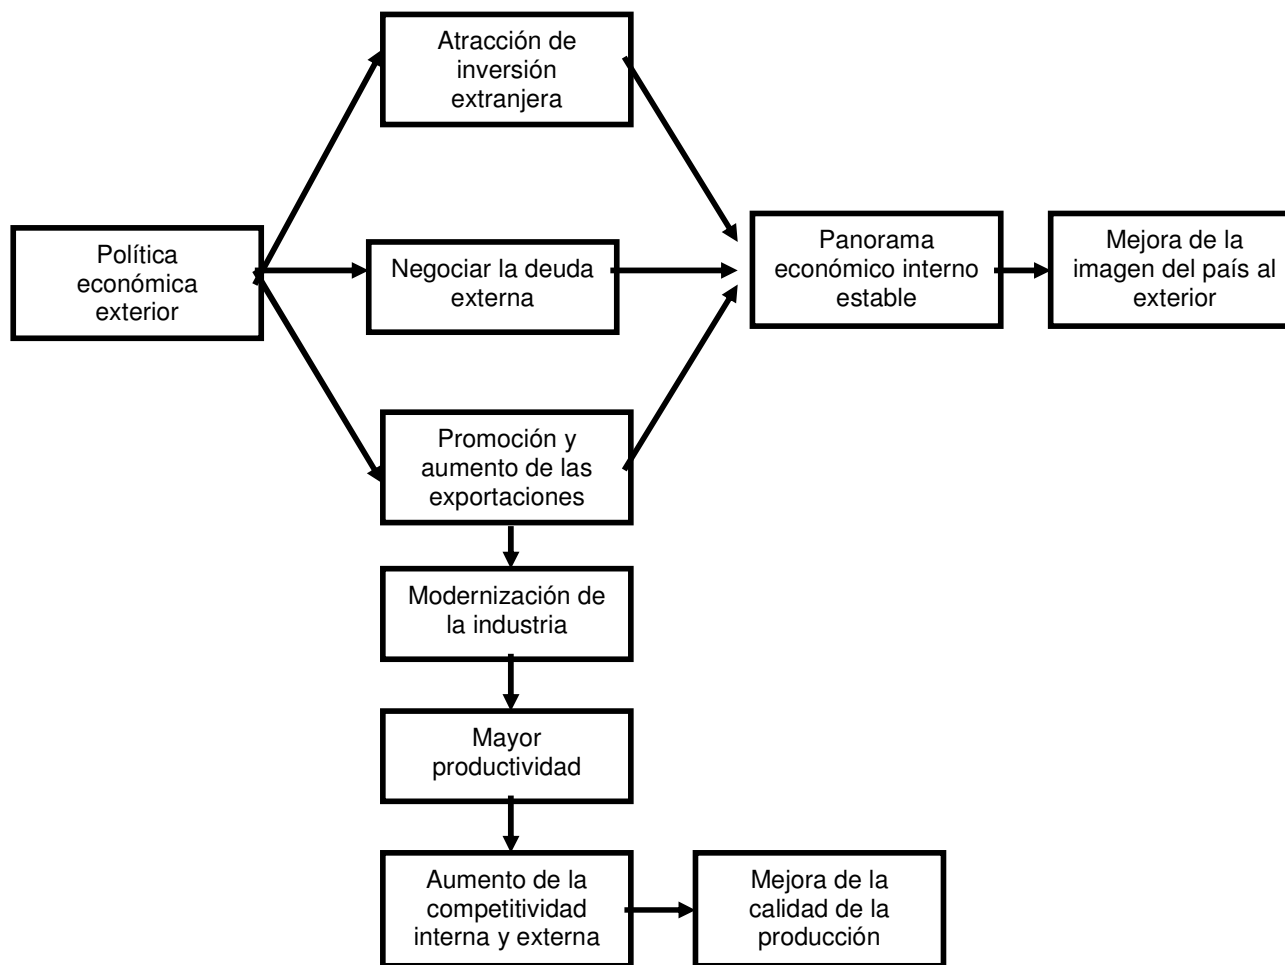 Atracción de
inversión
extranjera
Política
económica
exterior
Negociar la deuda
externa
Panorama
económico interno
estable
Mejora de la
imagen del país al
exterior
Promoción y
aumento de las
exportaciones
Modernización de
la industria
Mayor
productividad
Aumento de la
competitividad
interna y externa
Mejora de la
calidad de la
producción